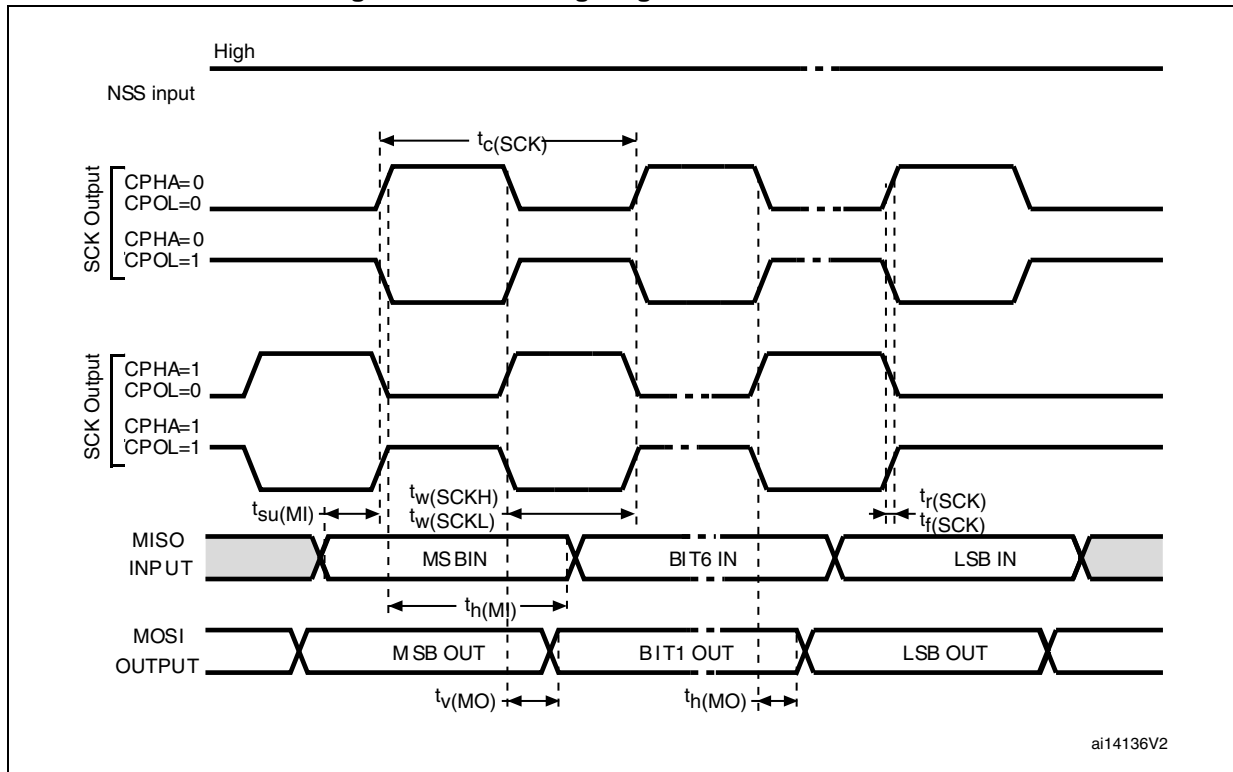 High
NSS input
tc(SCK)
SCK Output
CPHA=0
CPOL=0
CPHA=0
CPOL=1
SCK Output
CPHA=1
CPOL=0
CPHA=1
CPOL=1
tsu(MI)
tw(SCKH)
tw(SCKL)
tr(SCK)
tf(SCK)
MISO
INPUT
MSBIN
BIT6 IN
LSB IN
th(MI)
MOSI
OUTPUT
MSB OUT
BIT1 OUT
LSB OUT
tv(MO)
th(MO)
ai14136V2